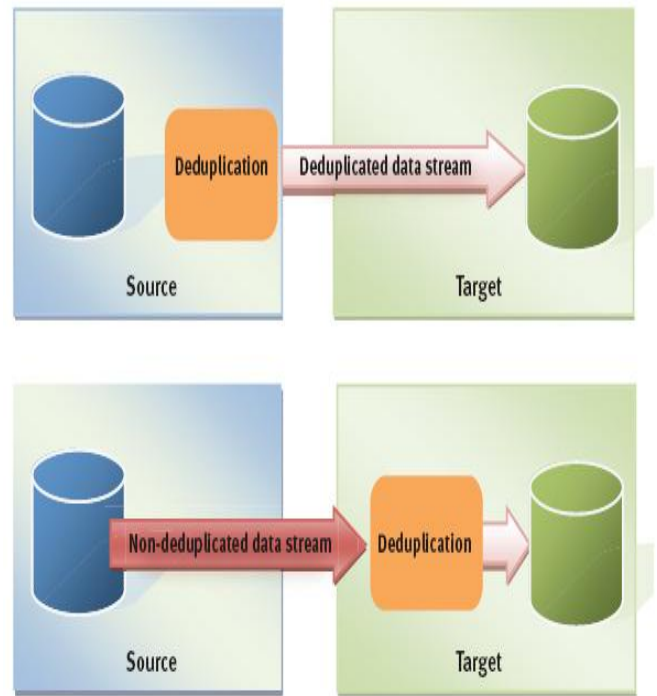 Deduplication
Deduplicated data stream
Source
Target
Non-deduplicated data stream
Deduplication
Source
Target